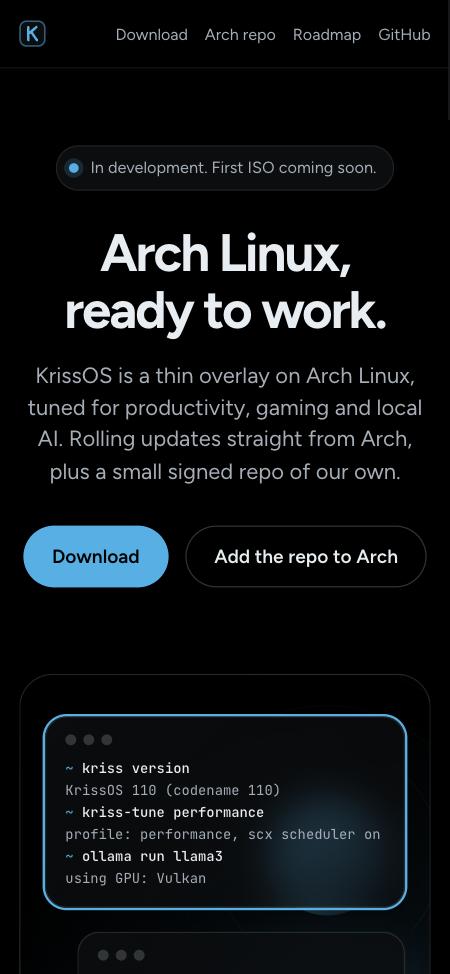 K
Download Arch repo Roadmap GitHub
In development. First ISO coming soon.
Arch Linux,
ready to work.
KrissOS is a thin overlay on Arch Linux,
tuned for productivity, gaming and local
AI. Rolling updates straight from Arch,
plus a small signed repo of our own.
Download Add the repo to Arch
~ kriss version
KrissOS 110 (codename 110)
~ kriss-tune performance
profile: performance, scx scheduler on
~ ollama run llama3
using GPU: Vulkan